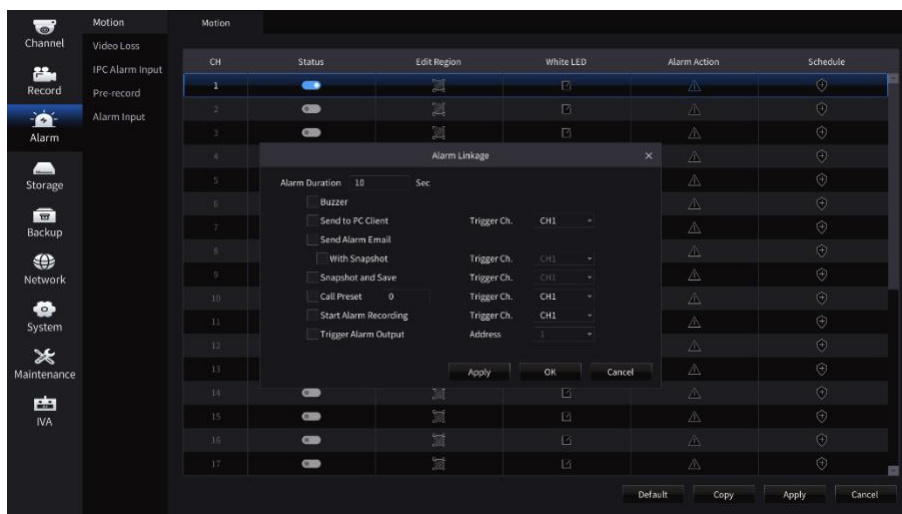 Motion
Motion
Channel
Video Loss
CH Status Edit Region White LED Alarm Action Schedule
IPC Alarm Input
Record
Pre-record
1
Alarm Input
2
Alarm
3
4
Alarm Linkage
Storage
5
Alarm Duration 10 Sec
6
Buzzer
Backup
7
Send to PC Client Trigger Ch. CH1
Send Alarm Email
8
With Snapshot Trigger Ch. CH1
Network
9
Snapshot and Save Trigger Ch. CH1
10
Call Preset 0 Trigger Ch. CH1
System
11
Start Alarm Recording Trigger Ch. CH1
12
Trigger Alarm Output Address 1
Maintenance
13
Apply OK Cancel
14
IVA
15
16
17
Default Copy Apply Cancel